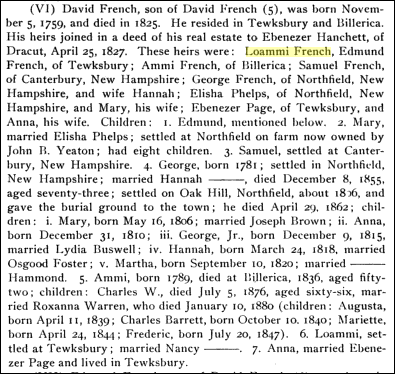 (VI) David French, son of David French (5), was born Novem-
ber 5, 1759, and died in 1825. He resided in Tewksbury and Billerica.
His heirs joined in a deed of his real estate to Ebenezer Hanchett, of
Dracut, April 25, 1827. These heirs were: Loammi French, Edmund
French, of Tewksbury; Ammi French, of Billerica; Samuel French,
of Canterbury, New Hampshire; George French, of Northfield, New
Hampshire, and wife Hannah; Elisha Phelps, of Northfield, New
Hampshire, and Mary, his wife; Ebenezer Page, of Tewksbury, and
Anna, his wife. Children: 1. Edmund, mentioned below. 2. Mary,
married Elisha Phelps; settled at Northfield on farm now owned by
John B. Yeaton; had eight children. 3. Samuel, settled at Canter-
bury, New Hampshire. 4. George, born 1781; settled in Northfield,
New Hampshire; married Hannah ———, died December 8, 1855,
aged seventy-three; settled on Oak Hill, Northfield, about 1806, and
gave the burial ground to the town; he died April 29, 1862; chil-
dren: i. Mary, born May 16, 1806; married Joseph Brown; ii. Anna,
born December 31, 1810; iii. George, Jr., born December 9, 1815,
married Lydia Buswell; iv. Hannah, born March 24, 1818, married
Osgood Foster; v. Martha, born September 10, 1820; married ———
Hammond. 5. Ammi, born 1789, died at Billerica, 1836, aged fifty-
two; children: Charles W., died July 5, 1876, aged sixty-six, mar-
ried Roxanna Warren, who died January 10, 1880 (children: Augusta,
born April 11, 1839; Charles Barrett, born October 10. 1840; Mariette,
born April 24, 1844; Frederic, born July 20, 1847). 6. Loammi, set-
tled at Tewksbury; married Nancy ———. 7. Anna, married Ebene-
zer Page and lived in Tewksbury.